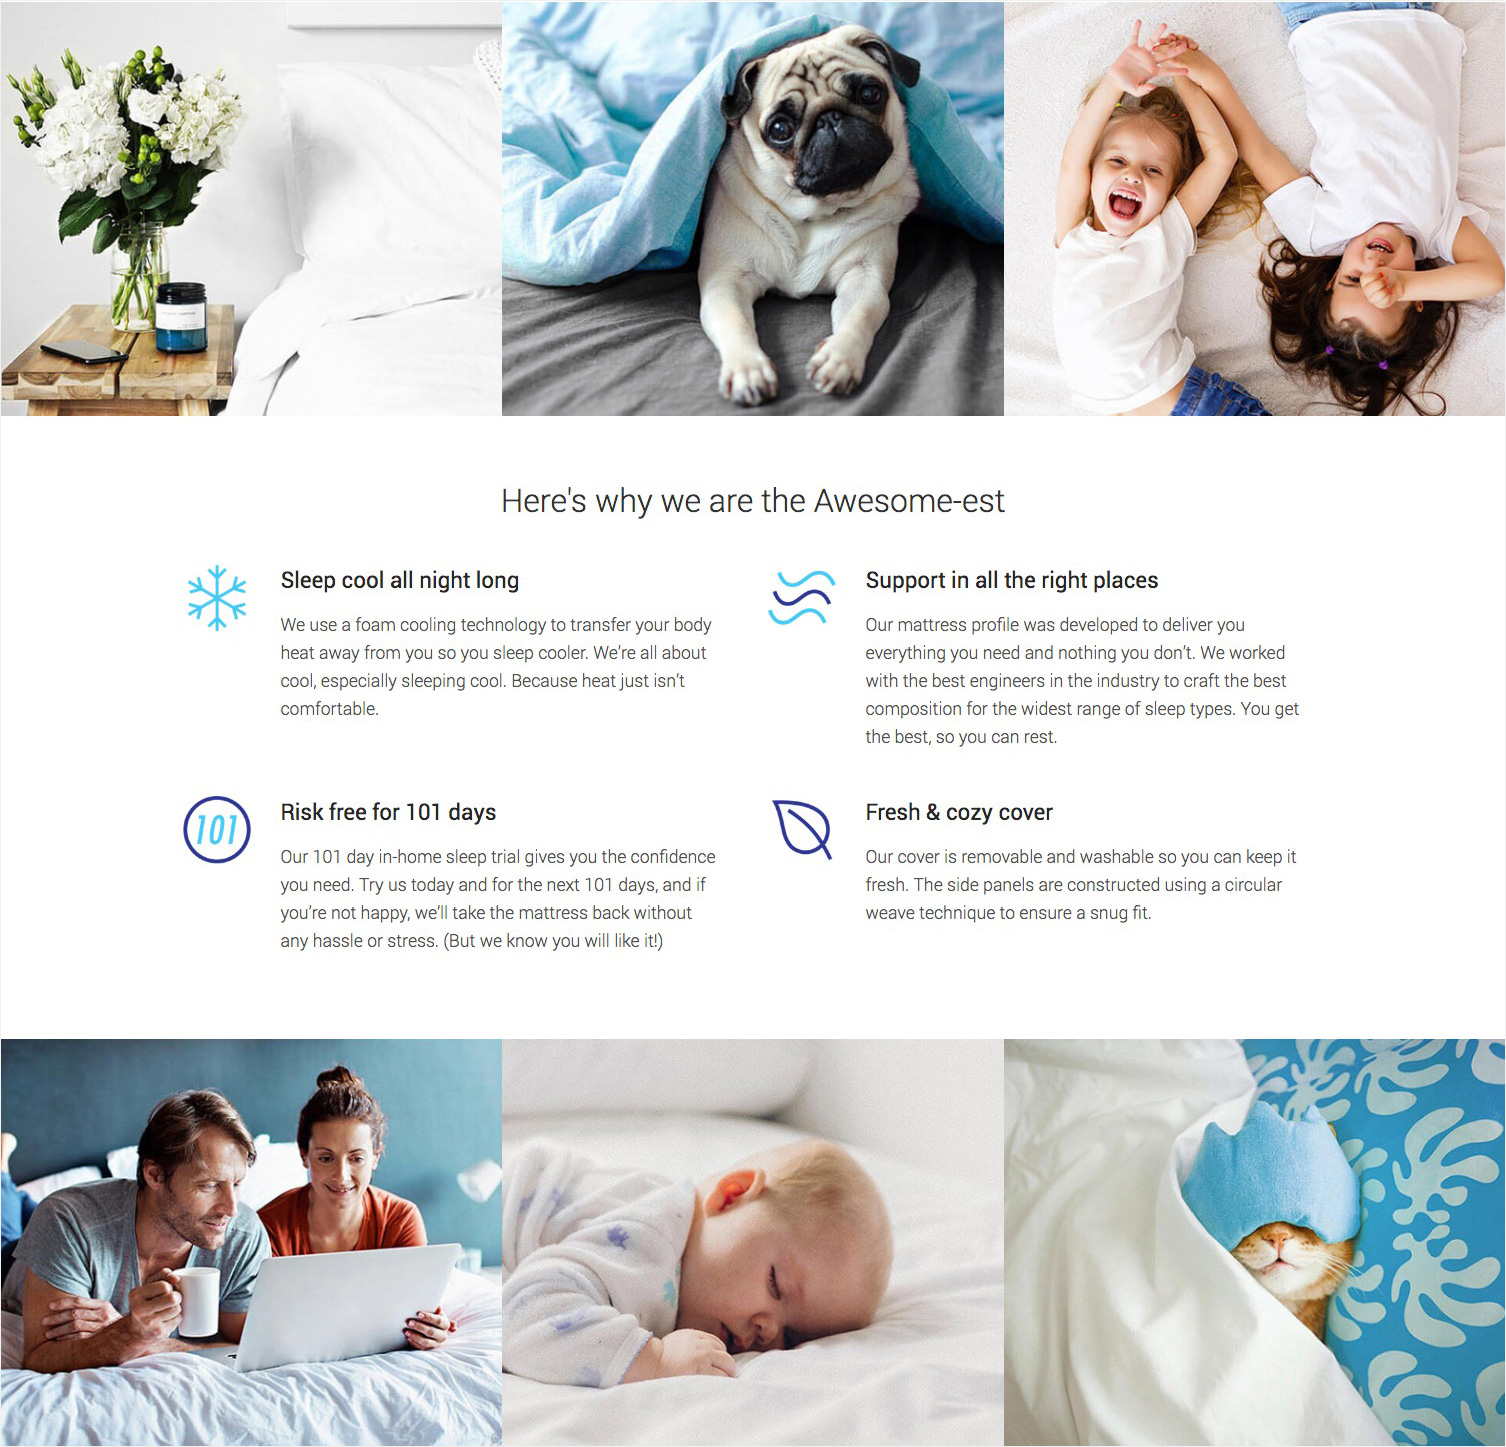 Here's why we are the Awesome-est
Sleep cool all night long
We use a foam cooling technology to transfer your body
heat away from you so you sleep cooler. We’re all about
cool, especially sleeping cool. Because heat just isn’t
comfortable.
Support in all the right places
Our mattress profile was developed to deliver you
everything you need and nothing you don’t. We worked
with the best engineers in the industry to craft the best
composition for the widest range of sleep types. You get
the best, so you can rest.
101
Risk free for 101 days
Our 101 day in-home sleep trial gives you the confidence
you need. Try us today and for the next 101 days, and if
you’re not happy, we’ll take the mattress back without
any hassle or stress. (But we know you will like it!)
Fresh & cozy cover
Our cover is removable and washable so you can keep it
fresh. The side panels are constructed using a circular
weave technique to ensure a snug fit.